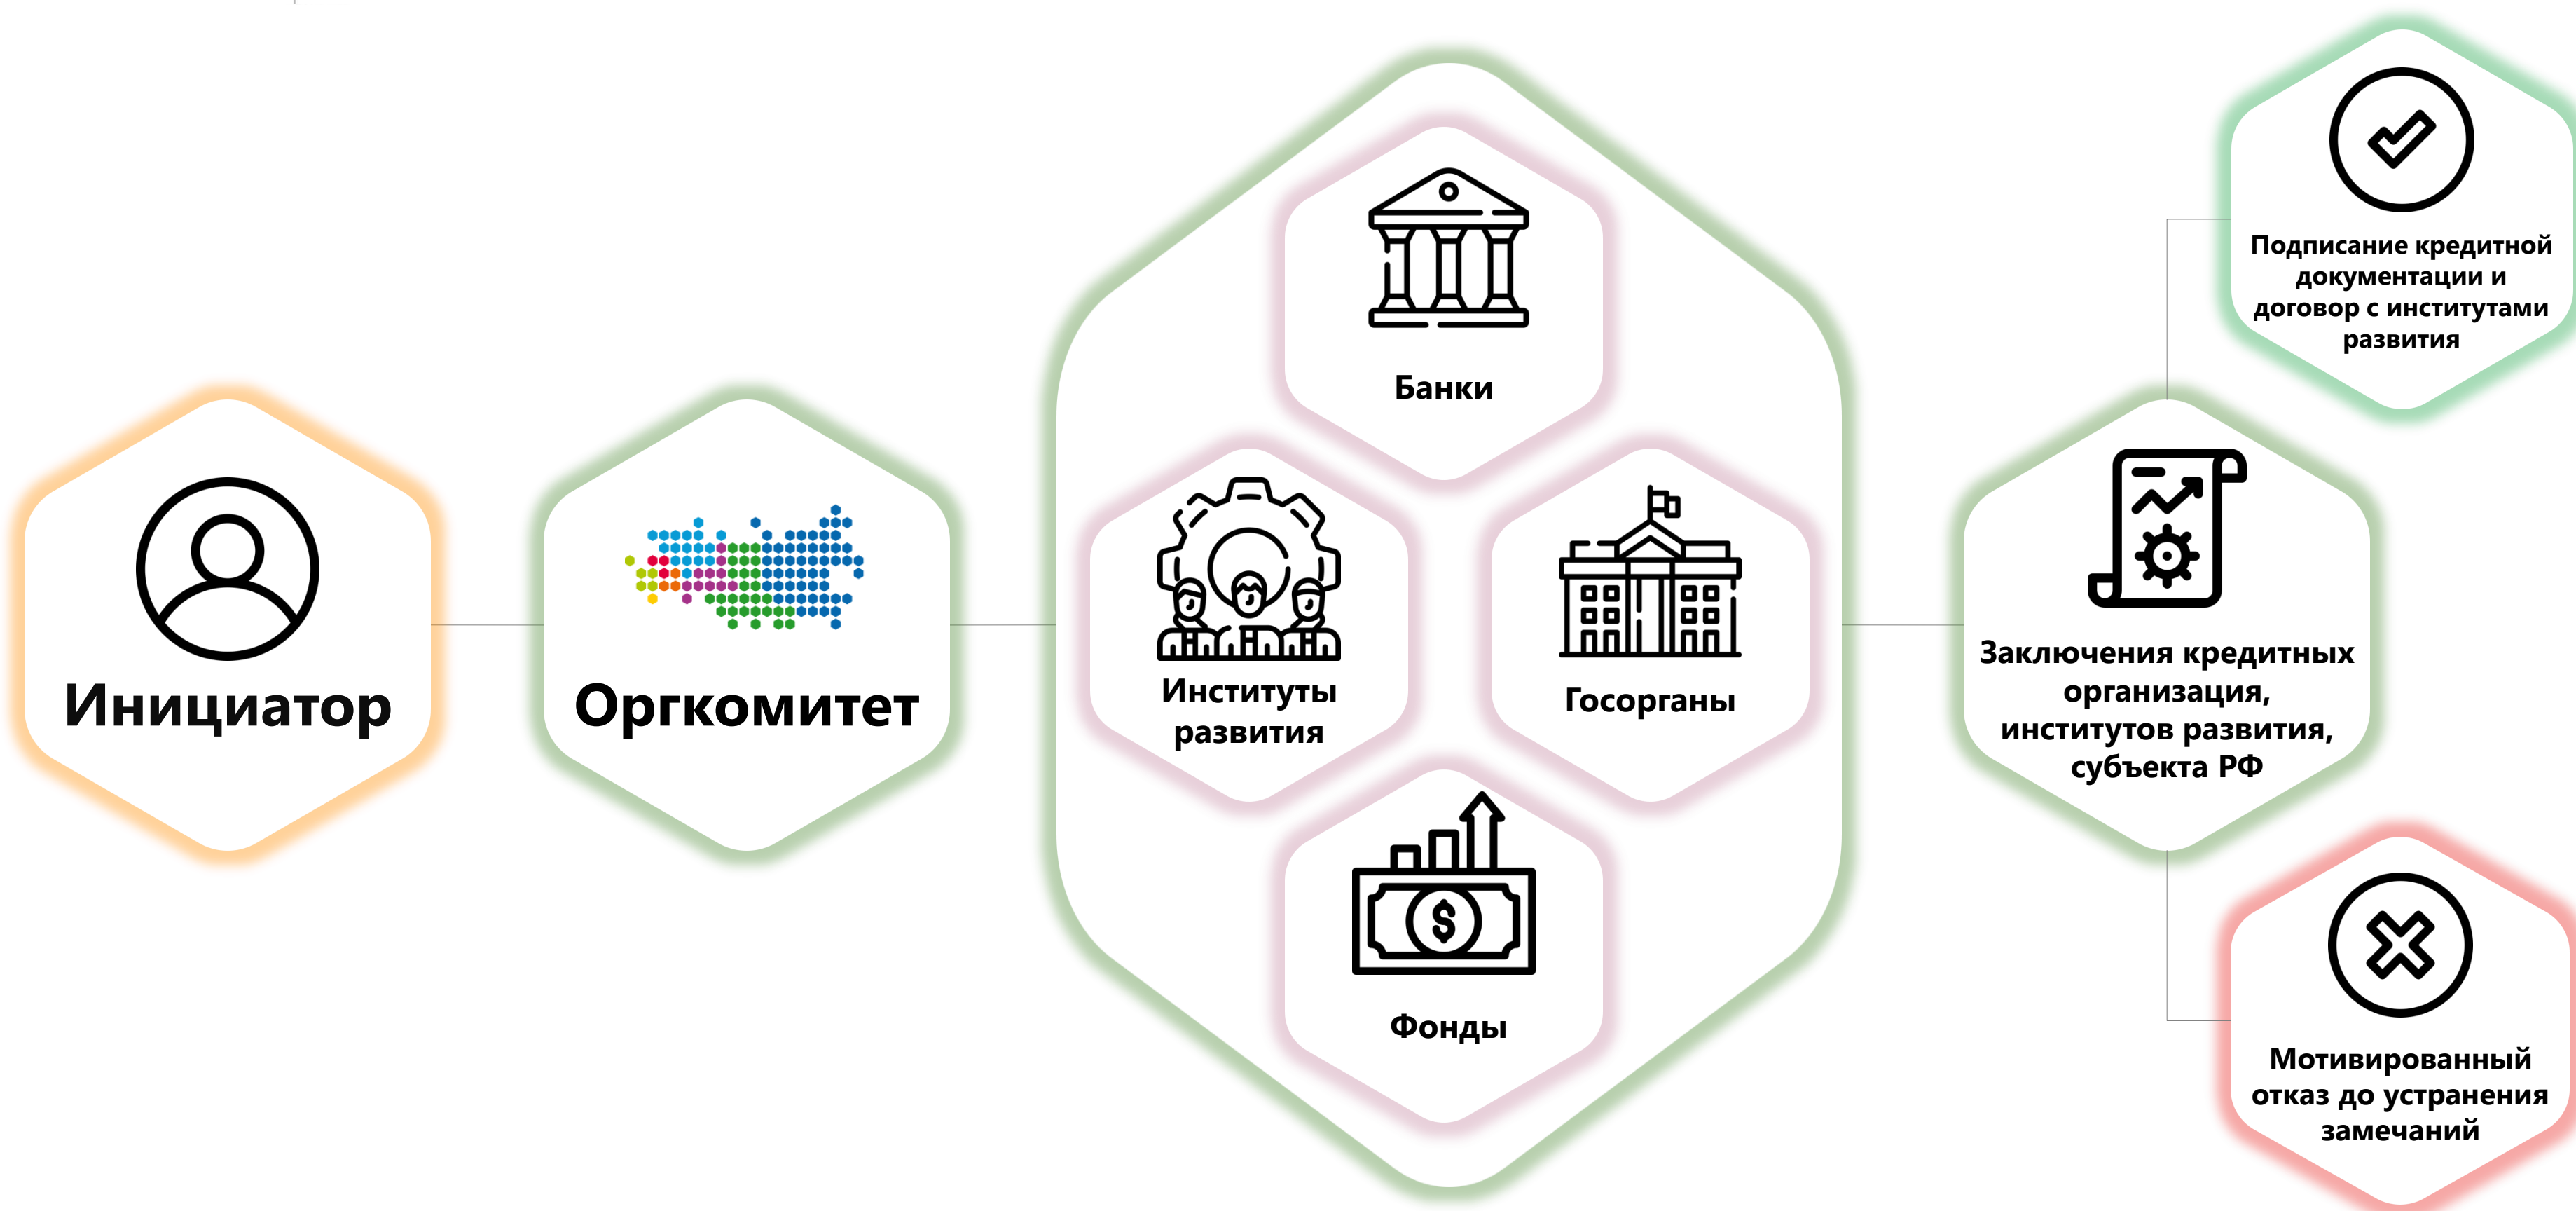 Инициатор
Оргкомитет
Банки
Институты
развития
Госорганы
Фонды
Заключения кредитных
организация,
институтов развития,
субъекта РФ
Подписание кредитной
документации и
договор с институтами
развития
Мотивированный
отказ до устранения
замечаний